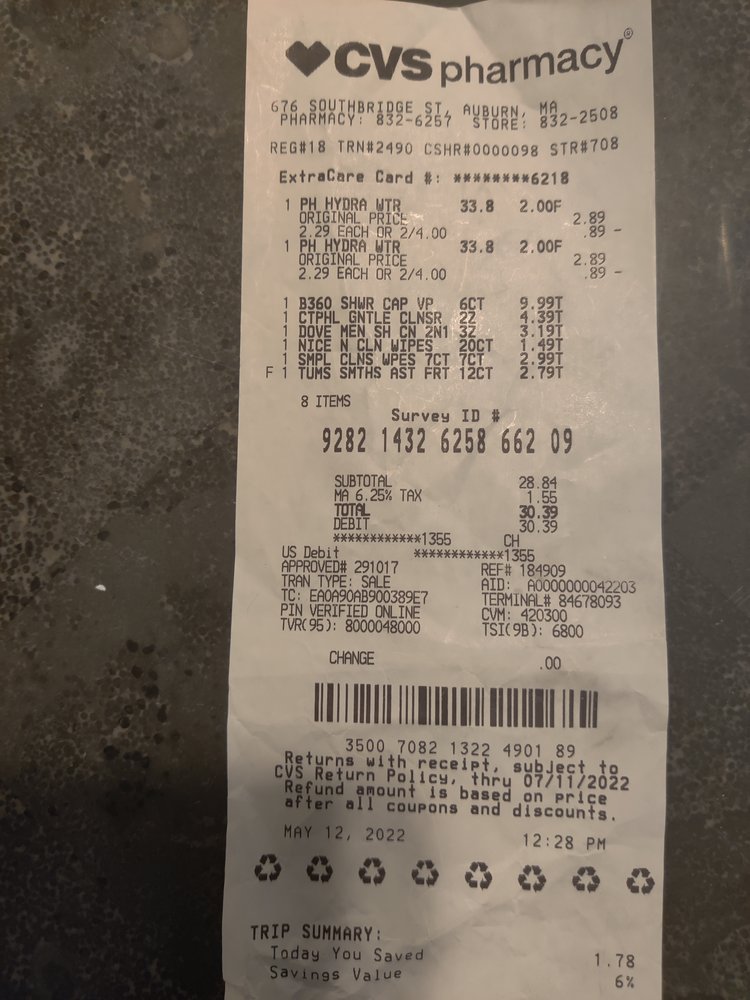 CVS pharmacy®
676 SOUTHBRIDGE ST, AUBURN, MA
PHARMACY: 832-6257 STORE: 832-2508
REG#18 TRN#2490 CSHR#0000098 STR#708
ExtraCare Card #: ********6218
1 PH HYDRA WTR 33.8 2.00F
ORIGINAL PRICE 2.89
2.29 EACH OR 2/4.00 .89 -
1 PH HYDRA WTR 33.8 2.00F
ORIGINAL PRICE 2.89
2.29 EACH OR 2/4.00 .89 -
1 B360 SHWR CAP VP 6CT 9.99T
1 CTPHL GNTLE CLNSR 2Z 4.39T
1 DOVE MEN SH CN 2N1 3Z 3.19T
1 NICE N CLN WIPES 20CT 1.49T
1 SMPL CLNS WPES 7CT 7CT 2.99T
F 1 TUMS SMTHS AST FRT 12CT 2.79T
8 ITEMS
Survey ID #
9282 1432 6258 662 09
SUBTOTAL 28.84
MA 6.25% TAX 1.55
TOTAL 30.39
DEBIT 30.39
************1355 CH
US Debit ************1355
APPROVED# 291017 REF# 184909
TRAN TYPE: SALE AID: A0000000042203
TC: EA0A90AB900389E7 TERMINAL# 84678093
PIN VERIFIED ONLINE CVM: 420300
TVR(95): 8000048000 TSI(9B): 6800
CHANGE .00
3500 7082 1322 4901 89
Returns with receipt, subject to
CVS Return Policy, thru 07/11/2022
Refund amount is based on price
after all coupons and discounts.
MAY 12, 2022 12:28 PM
TRIP SUMMARY:
Today You Saved 1.78
Savings Value 6%